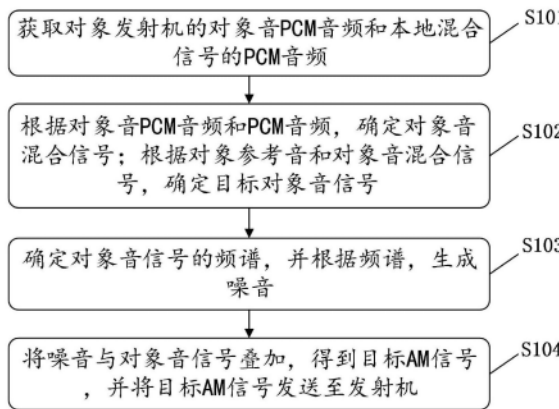 获取对象发射机的对象音PCM音频和本地混合
信号的PCM音频
S101
根据对象音PCM音频和PCM音频，确定对象音
混合信号；根据对象参考音和对象音混合信
号，确定目标对象音信号
S102
确定对象音信号的频谱，并根据频谱，生成
噪音
S103
将噪音与对象音信号叠加，得到目标AM信号
，并将目标AM信号发送至发射机
S104